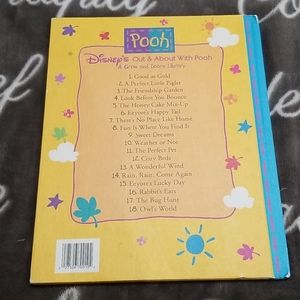 Pooh
Disney's Out & About With Pooh
A Grow and Learn Library
1. Good as Gold
2. A Perfect Little Piglet
3. The Friendship Garden
4. Look Before You Bounce
5. The Honey Cake Mix-Up
6. Eeyore's Happy Tail
7. There's No Place Like Home
8. Fun Is Where You Find It
9. Sweet Dreams
10. Weather or Not
11. The Perfect Pet
12. Cozy Beds
13. A Wonderful Wind
14. Rain, Rain, Come Again
15. Eeyore's Lucky Day
16. Rabbit's Ears
17. The Bug Hunt
18. Owl's World